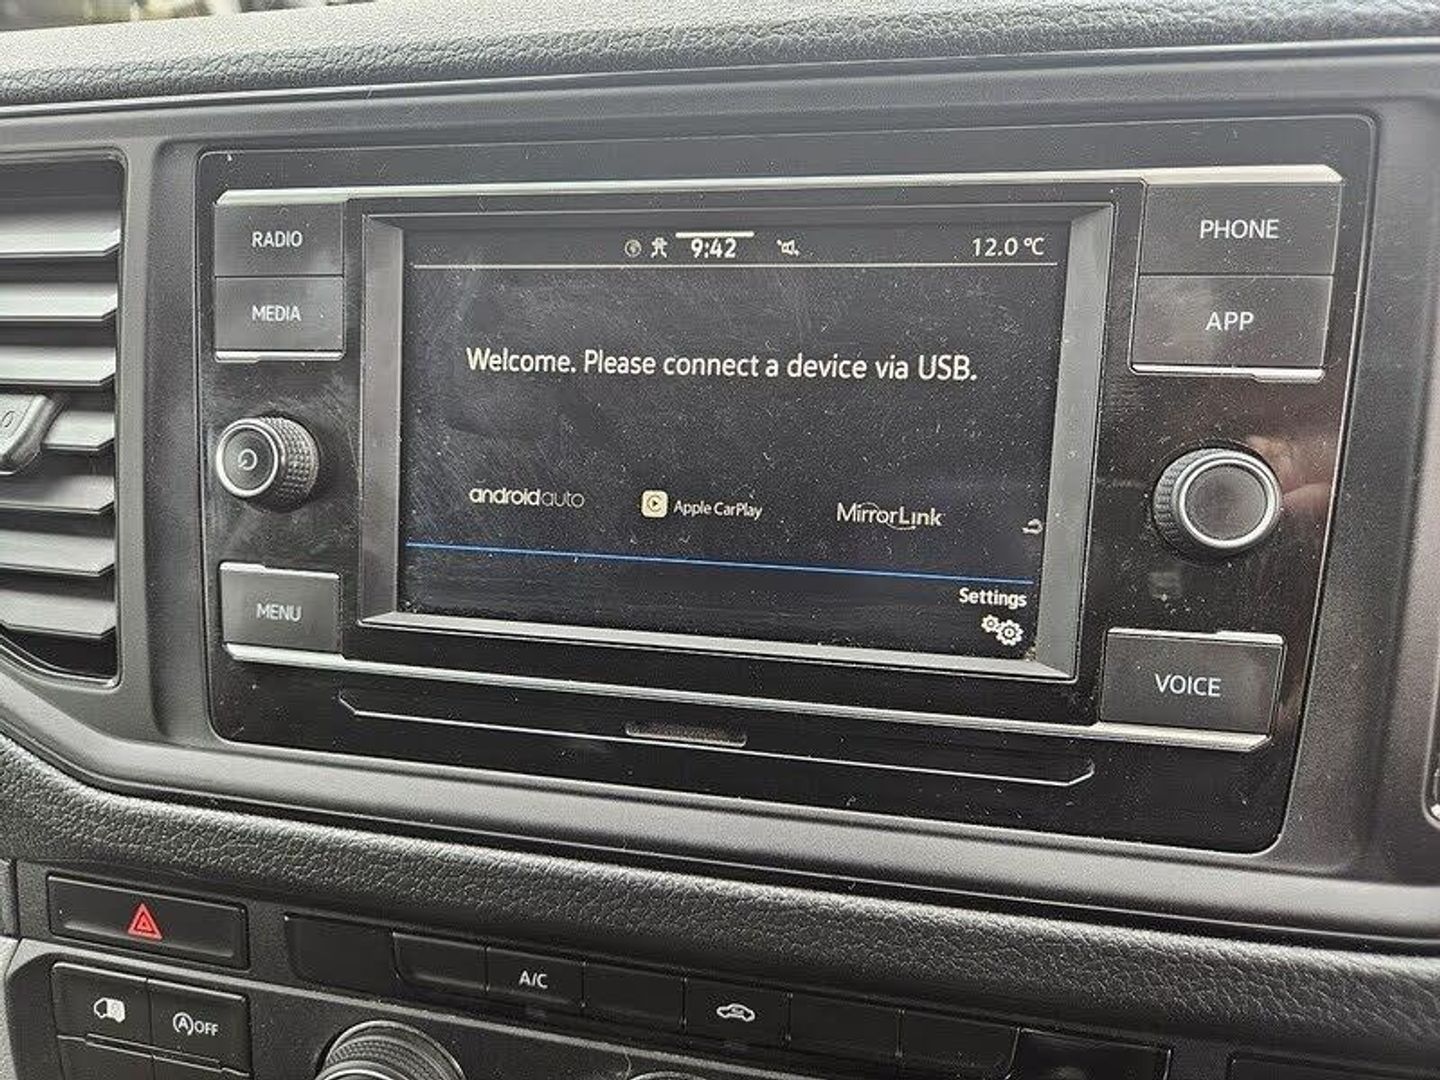 RADIO
MEDIA
MENU
9:42
12.0 °C
Welcome. Please connect a device via USB.
androidauto
Apple CarPlay
MirrorLink
Settings
PHONE
APP
VOICE
A/C
OFF